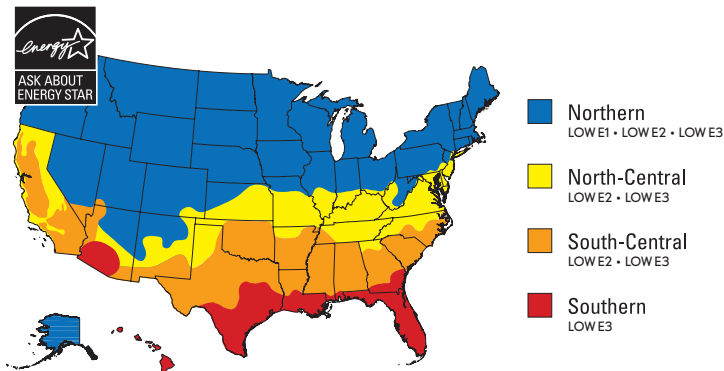 energy
ASK ABOUT
ENERGY STAR
Northern
LOWE1 • LOWE2 • LOWE3
North-Central
LOWE2 • LOWE3
South-Central
LOWE2 • LOWE3
Southern
LOWE3